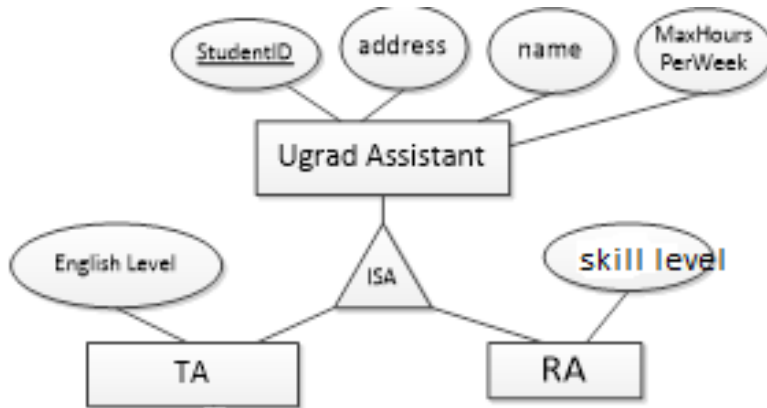 StudentID
address
name
MaxHours
PerWeek
Ugrad Assistant
English Level
ISA
skill level
TA
RA